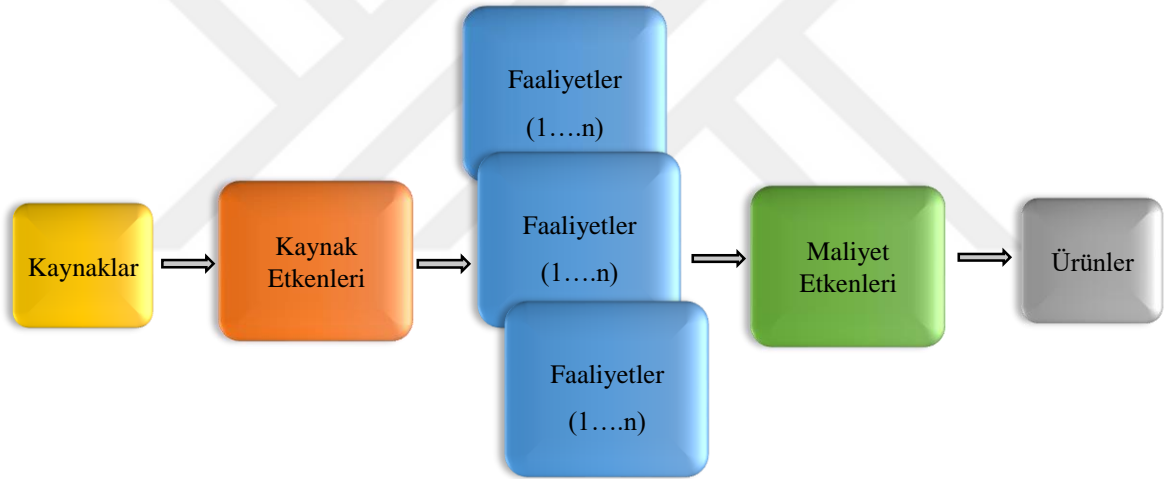 Kaynaklar
Kaynak
Etkenleri
Faaliyetler
(1….n)
Faaliyetler
(1….n)
Faaliyetler
(1….n)
Maliyet
Etkenleri
Ürünler